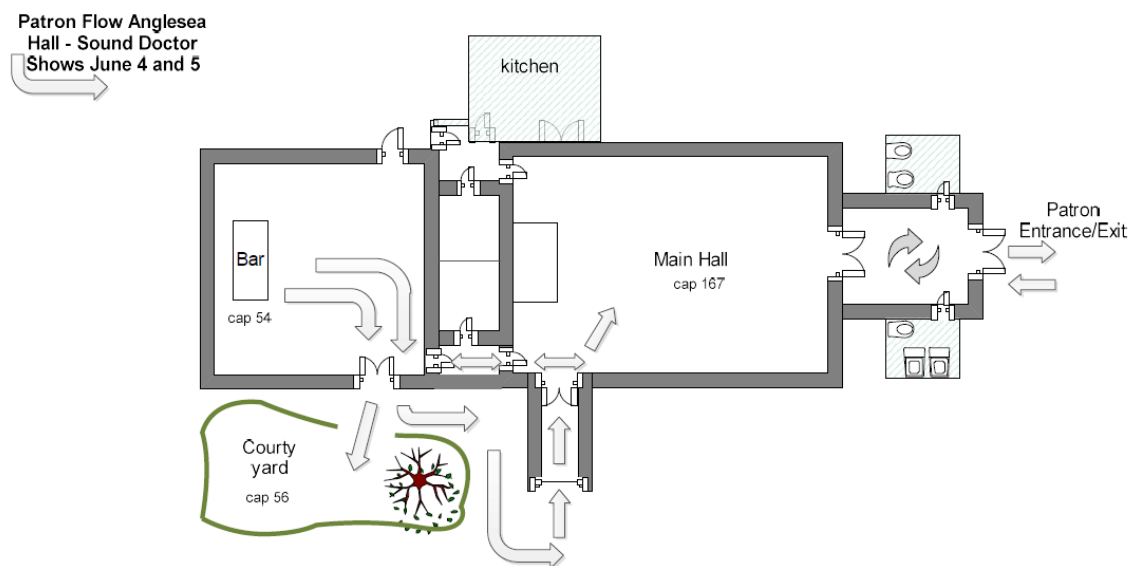 Patron Flow Anglesea
Hall - Sound Doctor
Shows June 4 and 5
kitchen
Patron
Entrance/Exit
Bar
Main Hall
cap 167
cap 54
Courty
yard
cap 56